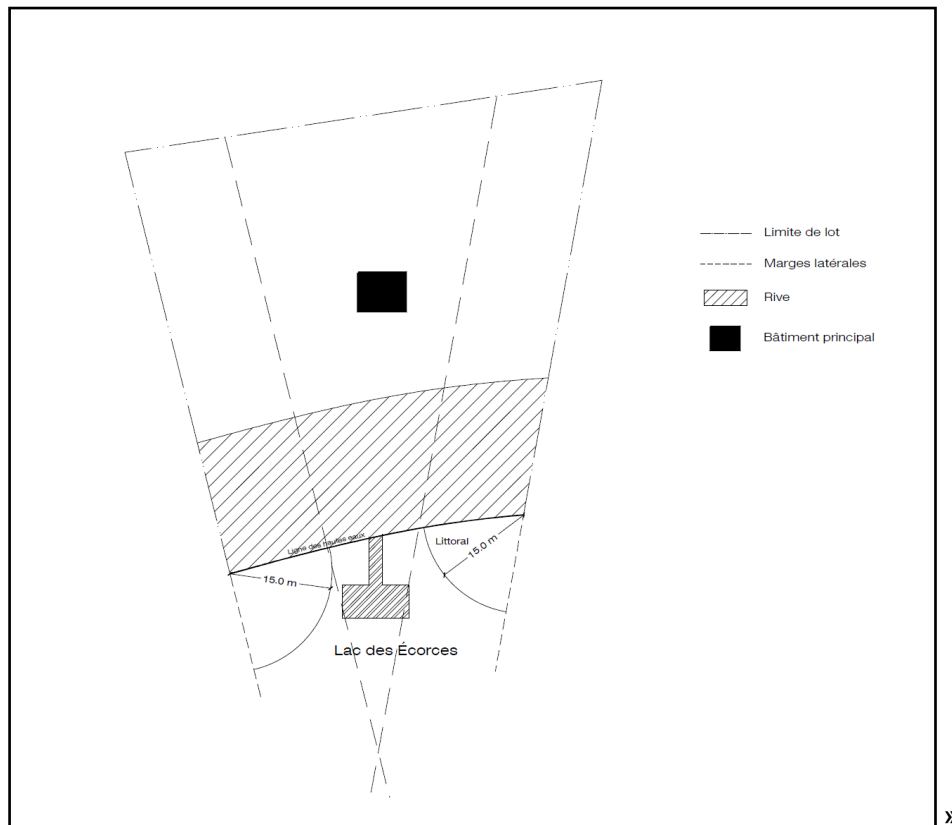 Limite de lot
Marges latérales
Rive
Bâtiment principal
Ligne des hautes eaux
Littoral
15.0 m
15.0 m
Lac des Écorces
»